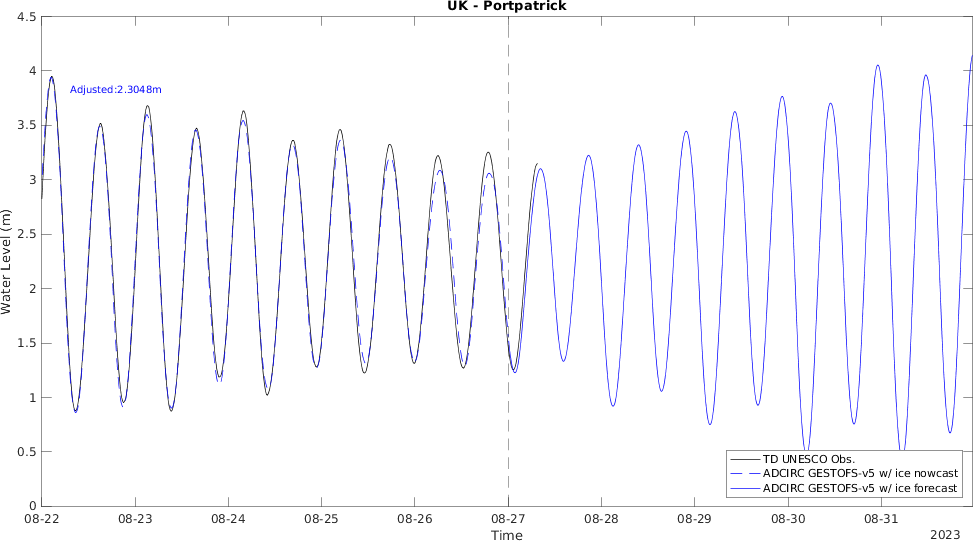 UK - Portpatrick
4.5
4
3.5
3
2.5
2
1.5
1
0.5
0
Water Level (m)
Adjusted:2.3048m
TD UNESCO Obs.
ADCIRC GESTOFS-v5 w/ ice nowcast
ADCIRC GESTOFS-v5 w/ ice forecast
08-22 08-23 08-24 08-25 08-26 08-27 08-28 08-29 08-30 08-31
Time
2023